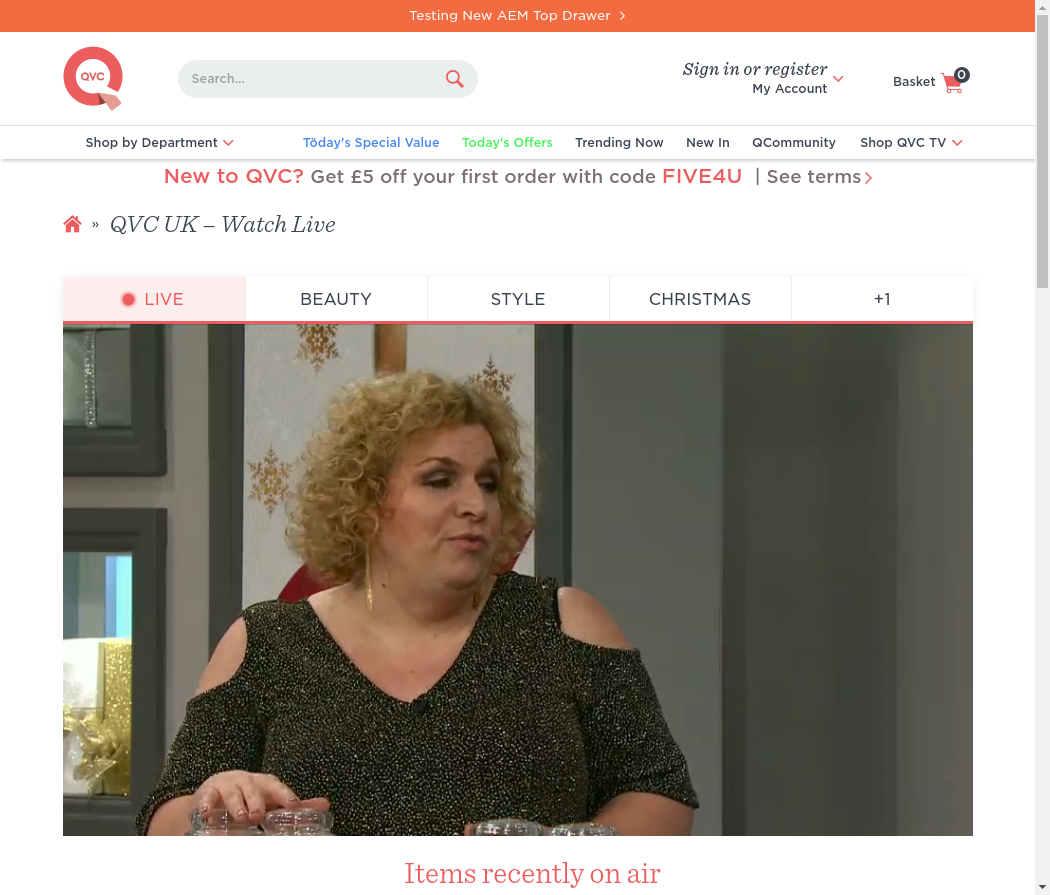 Testing New AEM Top Drawer
QVC
Search...
Sign in or register
My Account
Basket
0
Shop by Department
Töday's Special Value
Today's Offers
Trending Now
New In
QCommunity
Shop QVC TV
New to QVC? Get £5 off your first order with code FIVE4U | See terms
» QVC UK – Watch Live
LIVE
BEAUTY
STYLE
CHRISTMAS
+1
Items recently on air